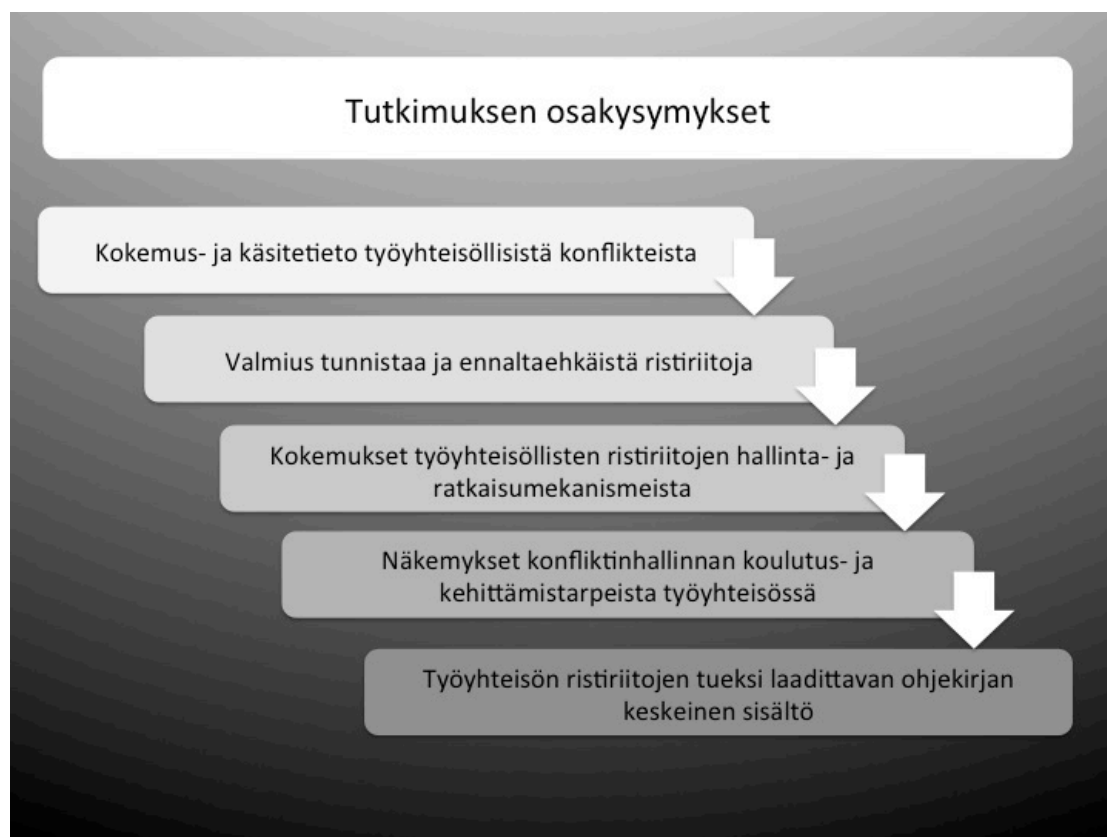 Tutkimuksen osakysymykset
Kokemus- ja käsitetieto työyhteisöllisistä konflikteista
Valmius tunnistaa ja ennaltaehkäistä ristiriitoja
Kokemukset työyhteisöllisten ristiriitojen hallinta- ja
ratkaisumekanismeista
Näkemykset konfliktinhallinnan koulutus- ja
kehittämistarpeista työyhteisössä
Työyhteisön ristiriitojen tueksi laadittavan ohjekirjan
keskeinen sisältö